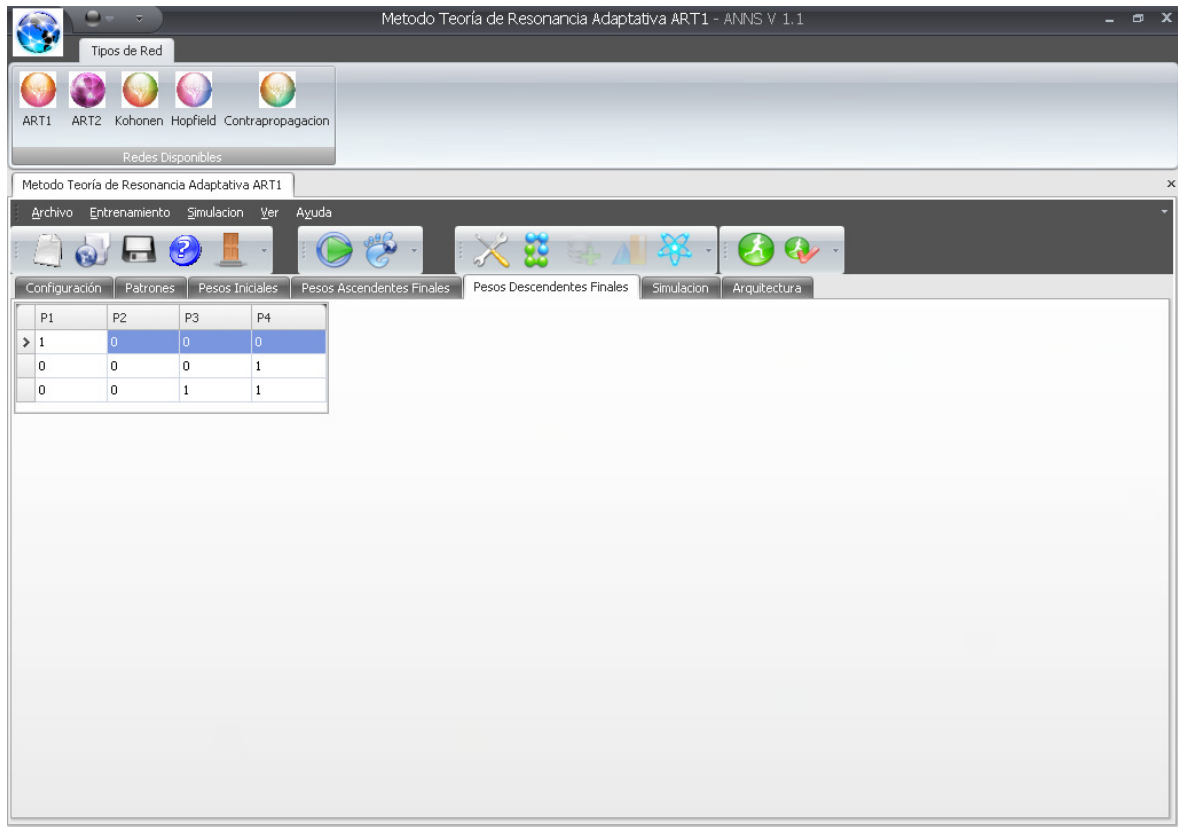 Metodo Teoría de Resonancia Adaptativa ART1 - ANNS V 1.1
Tipos de Red
ART1 ART2 Kohonen Hopfield Contrapropagacion
Redes Disponibles
Metodo Teoría de Resonancia Adaptativa ART1
Archivo Entrenamiento Simulacion Ver Ayuda
Configuración Patrones Pesos Iniciales Pesos Ascendentes Finales Pesos Descendentes Finales Simulacion Arquitectura
P1 P2 P3 P4
1 0 0 0
0 0 0 1
0 0 1 1